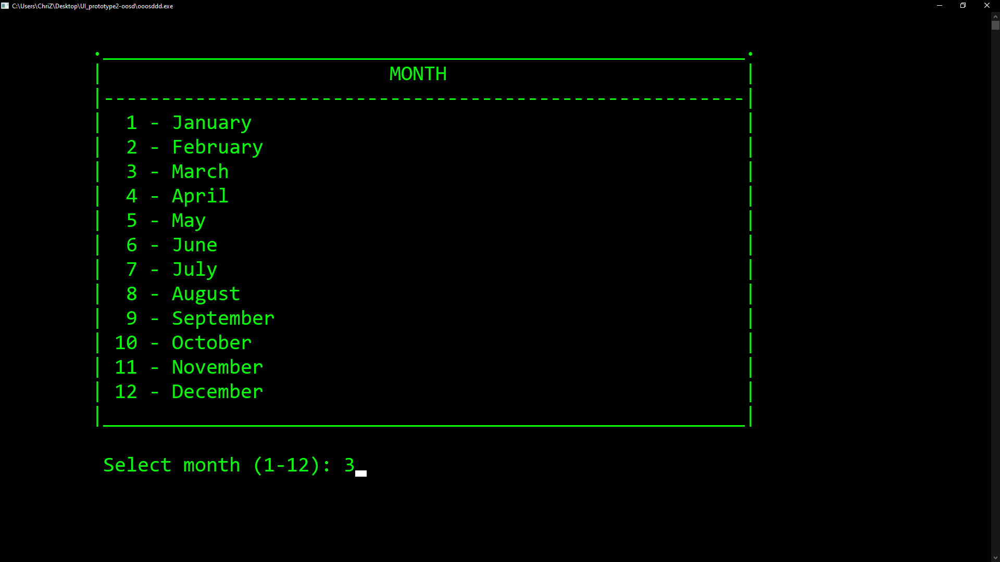 C:\Users\ChriZ\Desktop\UI_prototype2-oosd\ooosddd.exe
MONTH
1 - January
2 - February
3 - March
4 - April
5 - May
6 - June
7 - July
8 - August
9 - September
10 - October
11 - November
12 - December
Select month (1-12): 3